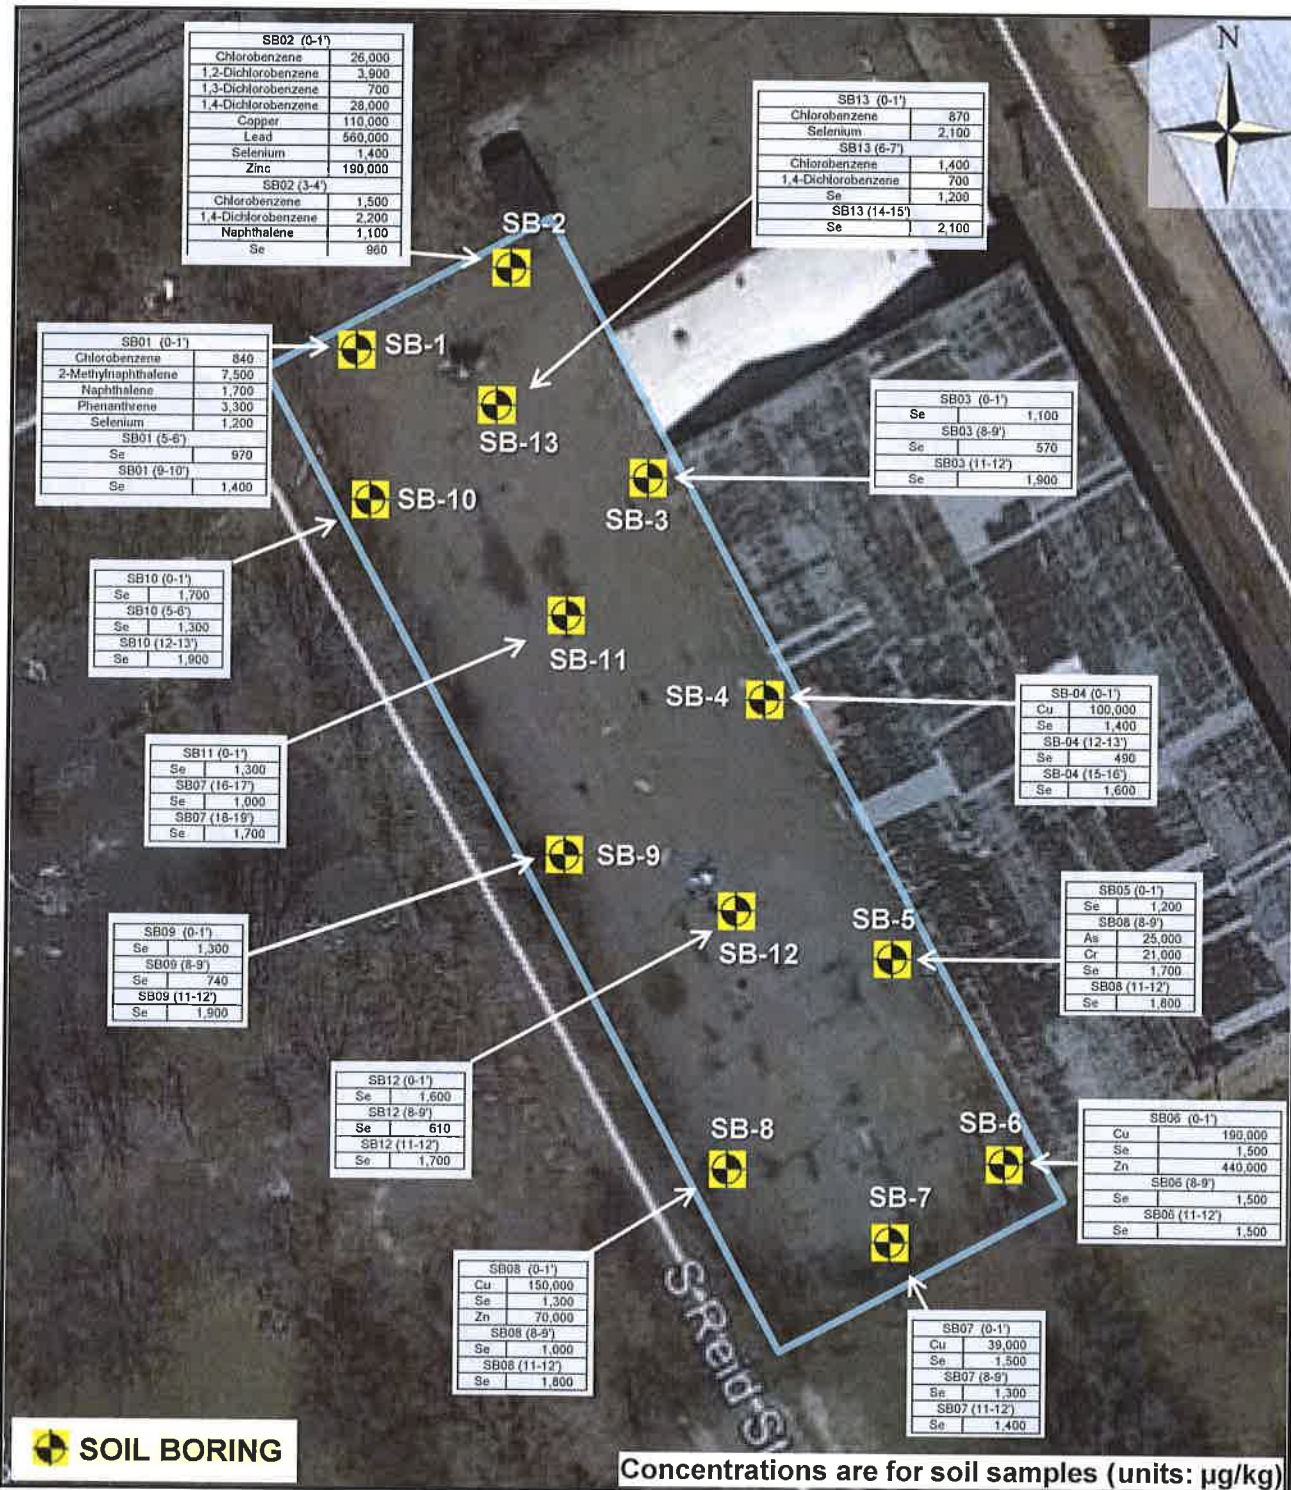 N
SB02 (0-1')
Chlorobenzene 26,000
1,2-Dichlorobenzene 3,900
1,3-Dichlorobenzene 700
1,4-Dichlorobenzene 28,000
Copper 110,000
Lead 560,000
Selenium 1,400
Zinc 190,000
SB02 (3-4')
Chlorobenzene 1,500
1,4-Dichlorobenzene 2,200
Naphthalene 1,100
Se 960
SB13 (0-1')
Chlorobenzene 870
Selenium 2,100
SB13 (6-7')
Chlorobenzene 1,400
1,4-Dichlorobenzene 700
Se 1,200
SB13 (14-15')
Se 2,100
SB-2
SB01 (0-1')
Chlorobenzene 840
2-Methylnaphthalene 7,500
Naphthalene 1,700
Phenanthrene 3,300
Selenium 1,200
SB01 (5-6')
Se 970
SB01 (9-10')
Se 1,400
SB-1
SB-13
SB03 (0-1')
Se 1,100
SB03 (8-9')
Se 570
SB03 (11-12')
Se 1,900
SB-10
SB-3
SB10 (0-1')
Se 1,700
SB10 (5-6')
Se 1,300
SB10 (12-13')
Se 1,900
SB-11
SB-4
SB-04 (0-1')
Cu 100,000
Se 1,400
SB-04 (12-13')
Se 490
SB-04 (15-16')
Se 1,600
SB11 (0-1')
Se 1,300
SB07 (16-17')
Se 1,000
SB07 (18-19')
Se 1,700
SB-9
SB-12
SB-5
SB05 (0-1')
Se 1,200
SB08 (8-9')
As 25,000
Cr 21,000
Se 1,700
SB08 (11-12')
Se 1,800
SB09 (0-1')
Se 1,300
SB09 (8-9')
Se 740
SB09 (11-12')
Se 1,900
SB12 (0-1')
Se 1,600
SB12 (8-9')
Se 610
SB12 (11-12')
Se 1,700
SB-8
SB-6
SB06 (0-1')
Cu 190,000
Se 1,500
Zn 440,000
SB06 (8-9')
Se 1,500
SB06 (11-12')
Se 1,500
SB-7
SB08 (0-1')
Cu 150,000
Se 1,300
Zn 70,000
SB08 (8-9')
Se 1,000
SB08 (11-12')
Se 1,800
S Reid St
SB07 (0-1')
Cu 39,000
Se 1,500
SB07 (8-9')
Se 1,300
SB07 (11-12')
Se 1,400
SOIL BORING
Concentrations are for soil samples (units: µg/kg)